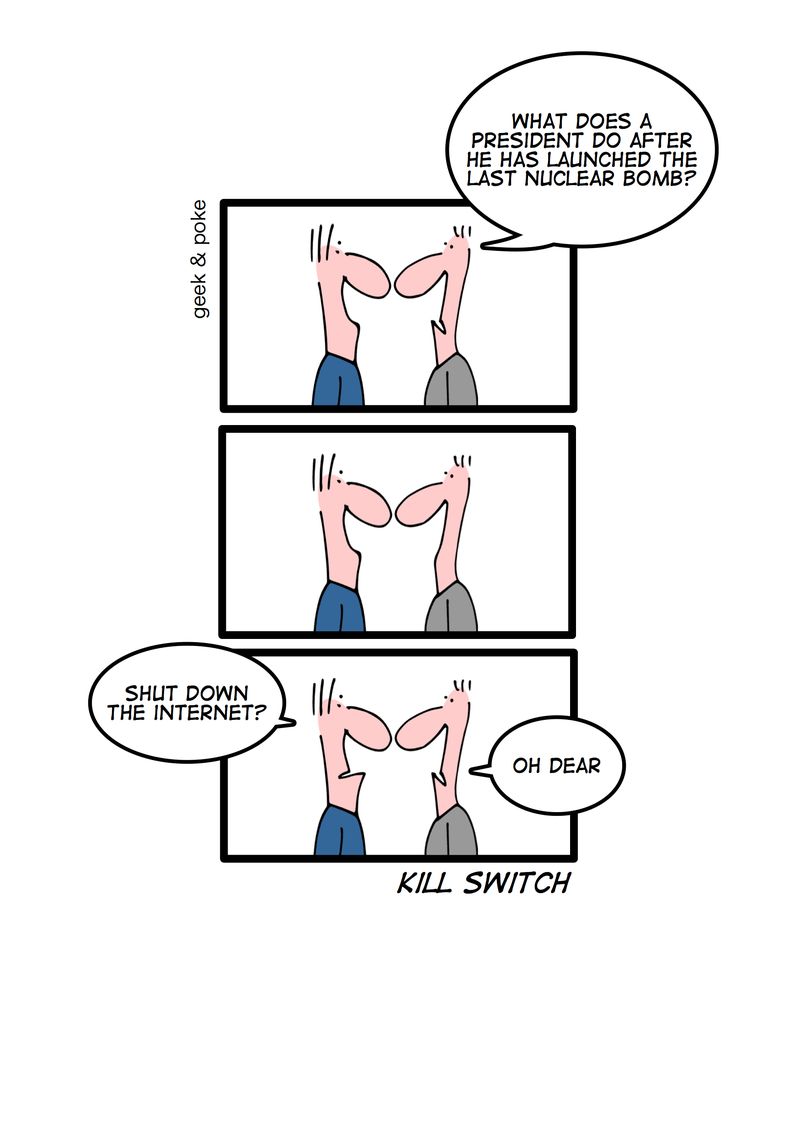 WHAT DOES A
PRESIDENT DO AFTER
HE HAS LAUNCHED THE
LAST NUCLEAR BOMB?
geek & poke
SHUT DOWN
THE INTERNET?
OH DEAR
KILL SWITCH